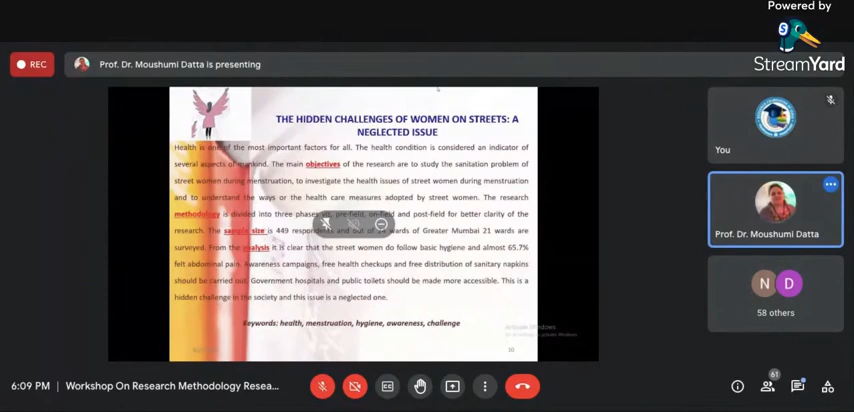 Powered by
StreamYard
REC
Prof. Dr. Moushumi Datta is presenting
THE HIDDEN CHALLENGES OF WOMEN ON STREETS: A
NEGLECTED ISSUE
Health is one of the most important factors for all. The health condition is considered an indicator of
several aspects of mankind. The main objectives of the research are to study the sanitation problem of
street women during menstruation, to investigate the health issues of street women during menstruation
and to understand the ways or the health care measures adopted by street women. The research
methodology is divided into three phases viz. pre-field, on-field and post-field for better clarity of the
research. The sample size is 449 respondents and out of 24 wards of Greater Mumbai 21 wards are
surveyed. From the analysis it is clear that the street women do follow basic hygiene and almost 65.7%
felt abdominal pain. Awareness campaigns, free health checkups and free distribution of sanitary napkins
should be carried out. Government hospitals and public toilets should be made more accessible. This is a
hidden challenge in the society and this issue is a neglected one.
Keywords: health, menstruation, hygiene, awareness, challenge
Activate Windows
10
You
Prof. Dr. Moushumi Datta
N D
58 others
6:09 PM | Workshop On Research Methodology Resea...
61